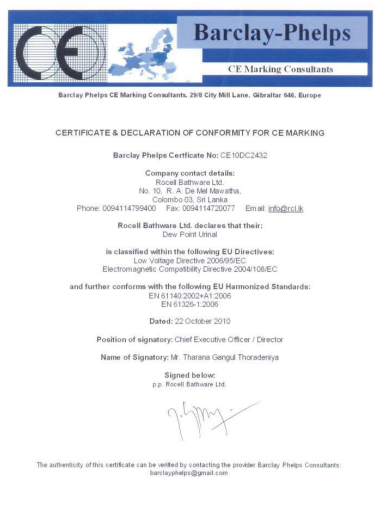 CE
Barclay-Phelps
CE Marking Consultants
Barclay Phelps CE Marking Consultants, 29/8 City Mill Lane, Gibraltar 646, Europe
CERTIFICATE & DECLARATION OF CONFORMITY FOR CE MARKING
Barclay Phelps Certficate No: CE10DC2432
Company contact details:
Rocell Bathware Ltd.
No. 10, R. A. De Mel Mawatha,
Colombo 03, Sri Lanka
Phone: 0094114799400 Fax: 0094114720077 Email: info@rcl.lk
Rocell Bathware Ltd. declares that their:
Dew Point Urinal
is classified within the following EU Directives:
Low Voltage Directive 2006/95/EC
Electromagnetic Compatibility Directive 2004/108/EC
and further conforms with the following EU Harmonized Standards:
EN 61140:2002+A1:2006
EN 61326-1:2006
Dated: 22 October 2010
Position of signatory: Chief Executive Officer / Director
Name of Signatory: Mr. Tharana Gangul Thoradeniya
Signed below:
p.p. Rocell Bathware Ltd.
The authenticity of this certificate can be verified by contacting the provider Barclay Phelps Consultants:
barclayphelps@gmail.com